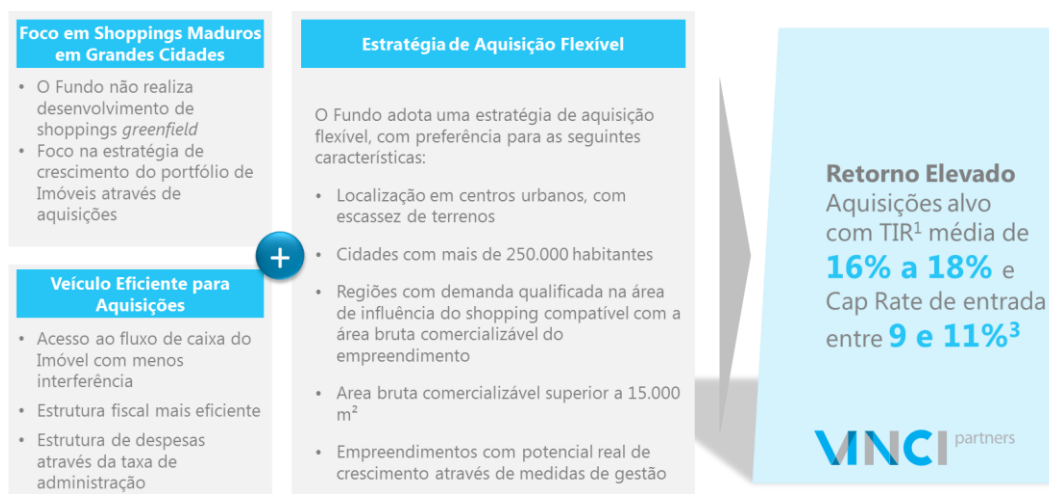 Foco em Shoppings Maduros
em Grandes Cidades
• O Fundo não realiza
desenvolvimento de
shoppings greenfield
• Foco na estratégia de
crescimento do portfólio de
Imóveis através de
aquisições
Veículo Eficiente para
Aquisições
• Acesso ao fluxo de caixa do
Imóvel com menos
interferência
• Estrutura fiscal mais eficiente
• Estrutura de despesas
através da taxa de
administração
+
Estratégia de Aquisição Flexível
O Fundo adota uma estratégia de aquisição
flexível, com preferência para as seguintes
características:
• Localização em centros urbanos, com
escassez de terrenos
• Cidades com mais de 250.000 habitantes
• Regiões com demanda qualificada na área
de influência do shopping compatível com a
área bruta comercializável do
empreendimento
• Area bruta comercializável superior a 15.000
m²
• Empreendimentos com potencial real de
crescimento através de medidas de gestão
Retorno Elevado
Aquisições alvo
com TIR¹ média de
16% a 18% e
Cap Rate de entrada
entre 9 e 11%³
VINCI partners